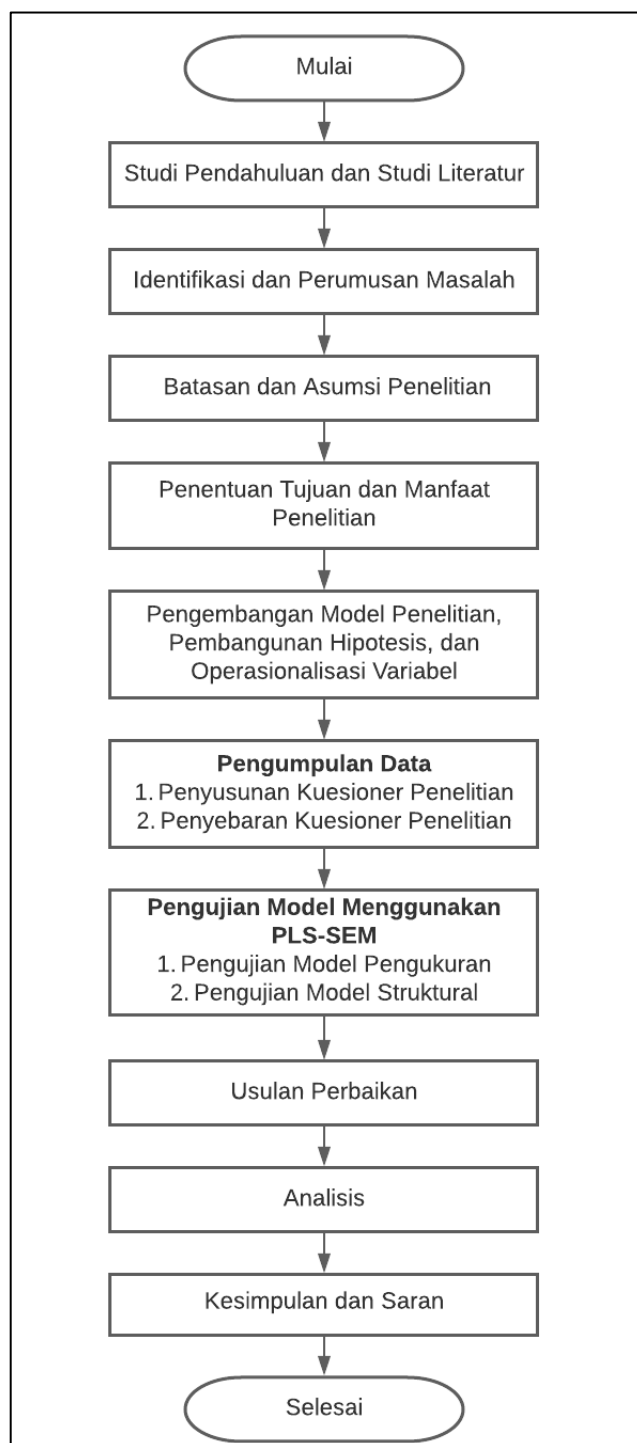 Mulai
Studi Pendahuluan dan Studi Literatur
Identifikasi dan Perumusan Masalah
Batasan dan Asumsi Penelitian
Penentuan Tujuan dan Manfaat
Penelitian
Pengembangan Model Penelitian,
Pembangunan Hipotesis, dan
Operasionalisasi Variabel
Pengumpulan Data
1. Penyusunan Kuesioner Penelitian
2. Penyebaran Kuesioner Penelitian
Pengujian Model Menggunakan
PLS-SEM
1. Pengujian Model Pengukuran
2. Pengujian Model Struktural
Usulan Perbaikan
Analisis
Kesimpulan dan Saran
Selesai